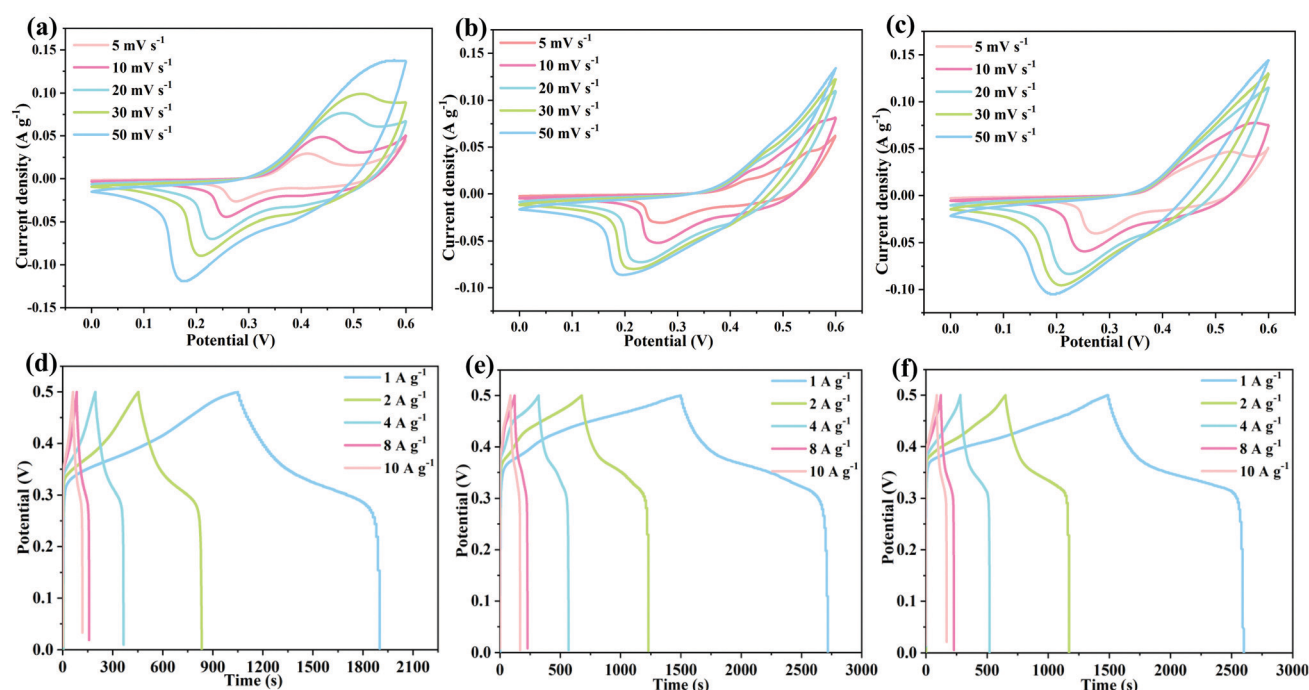 (a)
5 mV s⁻¹
10 mV s⁻¹
20 mV s⁻¹
30 mV s⁻¹
50 mV s⁻¹
Current density (A g⁻¹)
0.15
0.10
0.05
0.00
-0.05
-0.10
-0.15
0.0 0.1 0.2 0.3 0.4 0.5 0.6
Potential (V)
(b)
5 mV s⁻¹
10 mV s⁻¹
20 mV s⁻¹
30 mV s⁻¹
50 mV s⁻¹
Current density (A g⁻¹)
0.15
0.10
0.05
0.00
-0.05
-0.10
0.0 0.1 0.2 0.3 0.4 0.5 0.6
Potential (V)
(c)
5 mV s⁻¹
10 mV s⁻¹
20 mV s⁻¹
30 mV s⁻¹
50 mV s⁻¹
Current density (A g⁻¹)
0.15
0.10
0.05
0.00
-0.05
-0.10
0.0 0.1 0.2 0.3 0.4 0.5 0.6
Potential (V)
(d)
1 A g⁻¹
2 A g⁻¹
4 A g⁻¹
8 A g⁻¹
10 A g⁻¹
Potential (V)
0.5
0.4
0.3
0.2
0.1
0.0
0 300 600 900 1200 1500 1800 2100
Time (s)
(e)
1 A g⁻¹
2 A g⁻¹
4 A g⁻¹
8 A g⁻¹
10 A g⁻¹
Potential (V)
0.5
0.4
0.3
0.2
0.1
0.0
0 500 1000 1500 2000 2500 3000
Time (s)
(f)
1 A g⁻¹
2 A g⁻¹
4 A g⁻¹
8 A g⁻¹
10 A g⁻¹
Potential (V)
0.5
0.4
0.3
0.2
0.1
0.0
0 500 1000 1500 2000 2500 3000
Time (s)